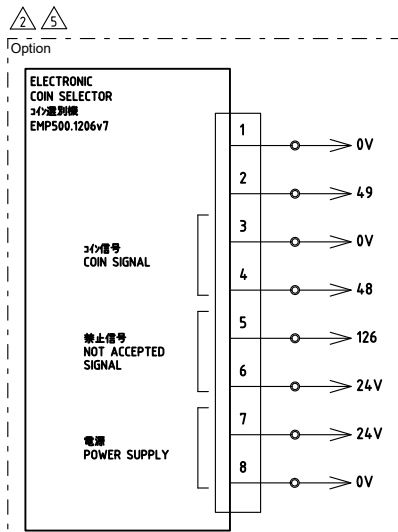 2 5
Option
ELECTRONIC
COIN SELECTOR
コイン選別機
EMP500.1206v7
1
0V
2
49
3
0V
コイン信号
COIN SIGNAL
4
48
5
126
禁止信号
NOT ACCEPTED
SIGNAL
6
24V
7
24V
電源
POWER SUPPLY
8
0V